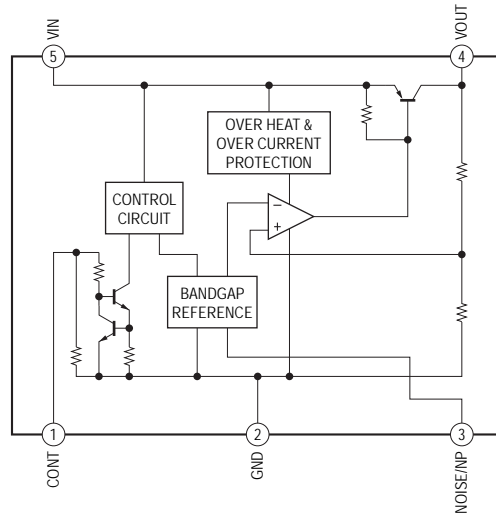 VIN
VOUT
5
4
OVER HEAT &
OVER CURRENT
PROTECTION
CONTROL
CIRCUIT
−
+
BANDGAP
REFERENCE
1
2
3
CONT
GND
NOISE/NP